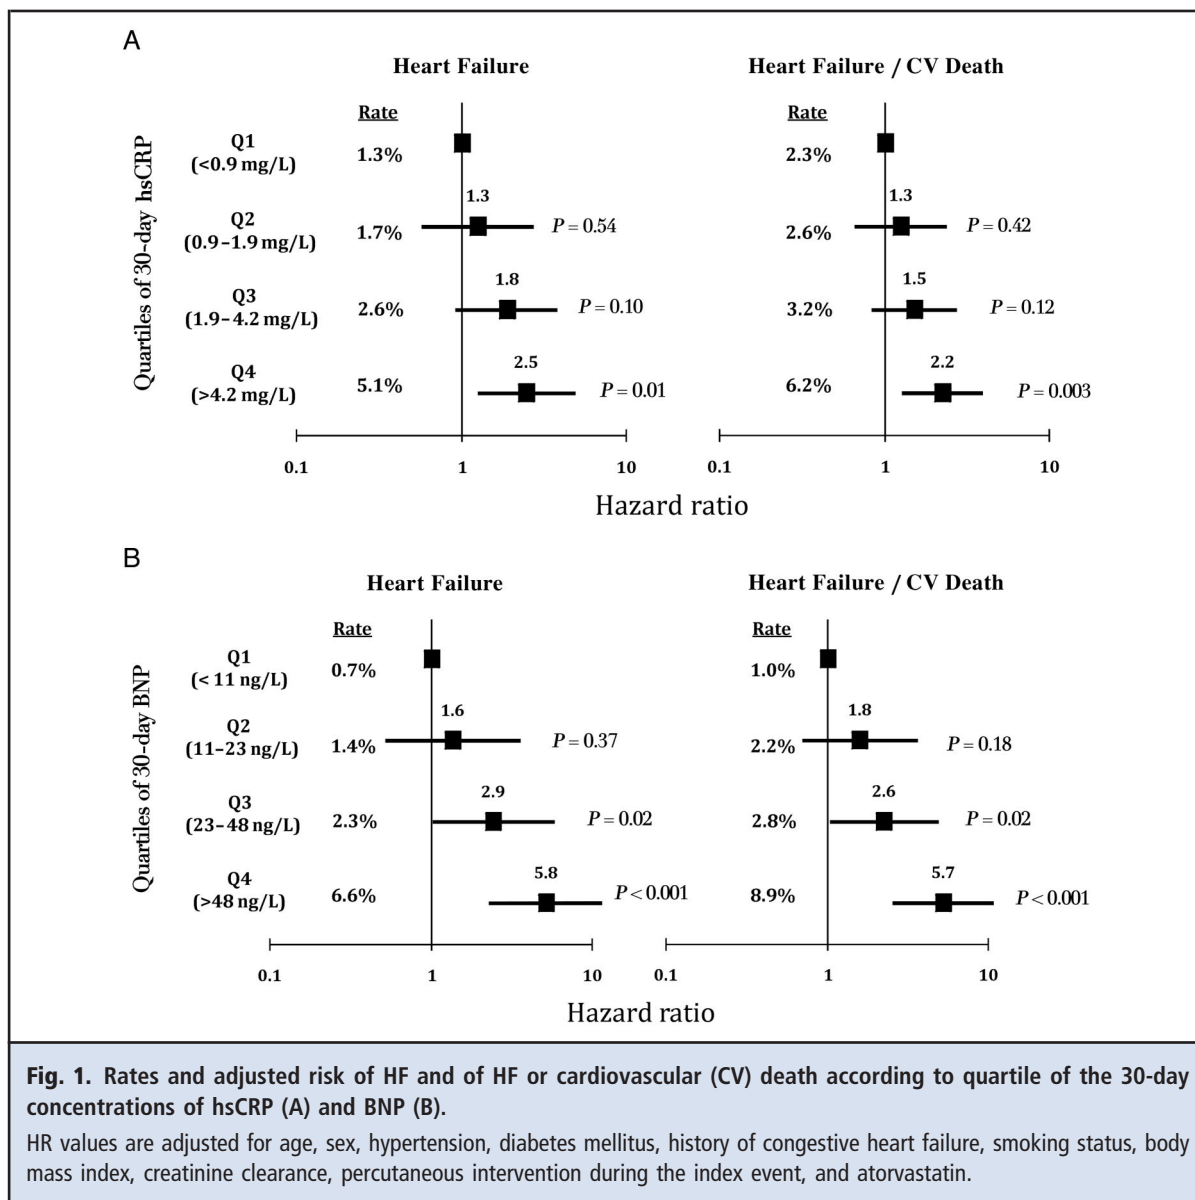 A
Heart Failure
Heart Failure / CV Death
Quartiles of 30-day hsCRP
Rate
Rate
Q1
(<0.9 mg/L)
1.3%
2.3%
1.3
1.3
Q2
(0.9–1.9 mg/L)
1.7%
P = 0.54
2.6%
P = 0.42
1.8
1.5
Q3
(1.9–4.2 mg/L)
2.6%
P = 0.10
3.2%
P = 0.12
2.5
2.2
Q4
(>4.2 mg/L)
5.1%
P = 0.01
6.2%
P = 0.003
0.1 1 10
0.1 1 10
Hazard ratio
B
Heart Failure
Heart Failure / CV Death
Quartiles of 30-day BNP
Rate
Rate
Q1
(< 11 ng/L)
0.7%
1.0%
1.6
1.8
Q2
(11–23 ng/L)
1.4%
P = 0.37
2.2%
P = 0.18
2.9
2.6
Q3
(23–48 ng/L)
2.3%
P = 0.02
2.8%
P = 0.02
5.8
5.7
Q4
(>48 ng/L)
6.6%
P < 0.001
8.9%
P < 0.001
0.1 1 10
0.1 1 10
Hazard ratio
Fig. 1. Rates and adjusted risk of HF and of HF or cardiovascular (CV) death according to quartile of the 30-day
concentrations of hsCRP (A) and BNP (B).
HR values are adjusted for age, sex, hypertension, diabetes mellitus, history of congestive heart failure, smoking status, body
mass index, creatinine clearance, percutaneous intervention during the index event, and atorvastatin.